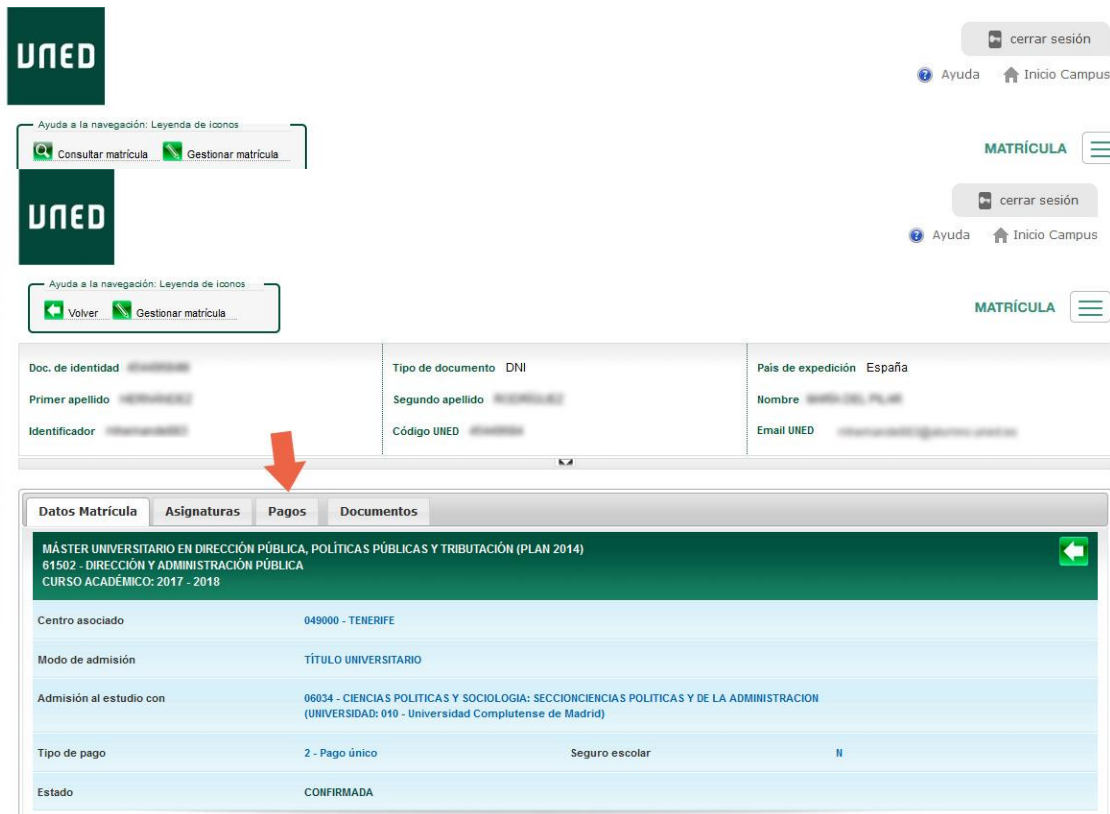 UNED
cerrar sesión
Ayuda Inicio Campus
Ayuda a la navegación: Leyenda de iconos
Consultar matrícula Gestionar matrícula
MATRÍCULA
UNED
cerrar sesión
Ayuda Inicio Campus
Ayuda a la navegación: Leyenda de iconos
Volver Gestionar matrícula
MATRÍCULA
Doc. de identidad Tipo de documento DNI País de expedición España
Primer apellido Segundo apellido Nombre
Identificador Código UNED Email UNED
Datos Matrícula Asignaturas Pagos Documentos
MÁSTER UNIVERSITARIO EN DIRECCIÓN PÚBLICA, POLÍTICAS PÚBLICAS Y TRIBUTACIÓN (PLAN 2014)
61502 - DIRECCIÓN Y ADMINISTRACIÓN PÚBLICA
CURSO ACADÉMICO: 2017 - 2018
Centro asociado 049000 - TENERIFE
Modo de admisión TÍTULO UNIVERSITARIO
Admisión al estudio con 06034 - CIENCIAS POLITICAS Y SOCIOLOGIA: SECCIONCIENCIAS POLITICAS Y DE LA ADMINISTRACION
(UNIVERSIDAD: 010 - Universidad Complutense de Madrid)
Tipo de pago 2 - Pago único Seguro escolar N
Estado CONFIRMADA